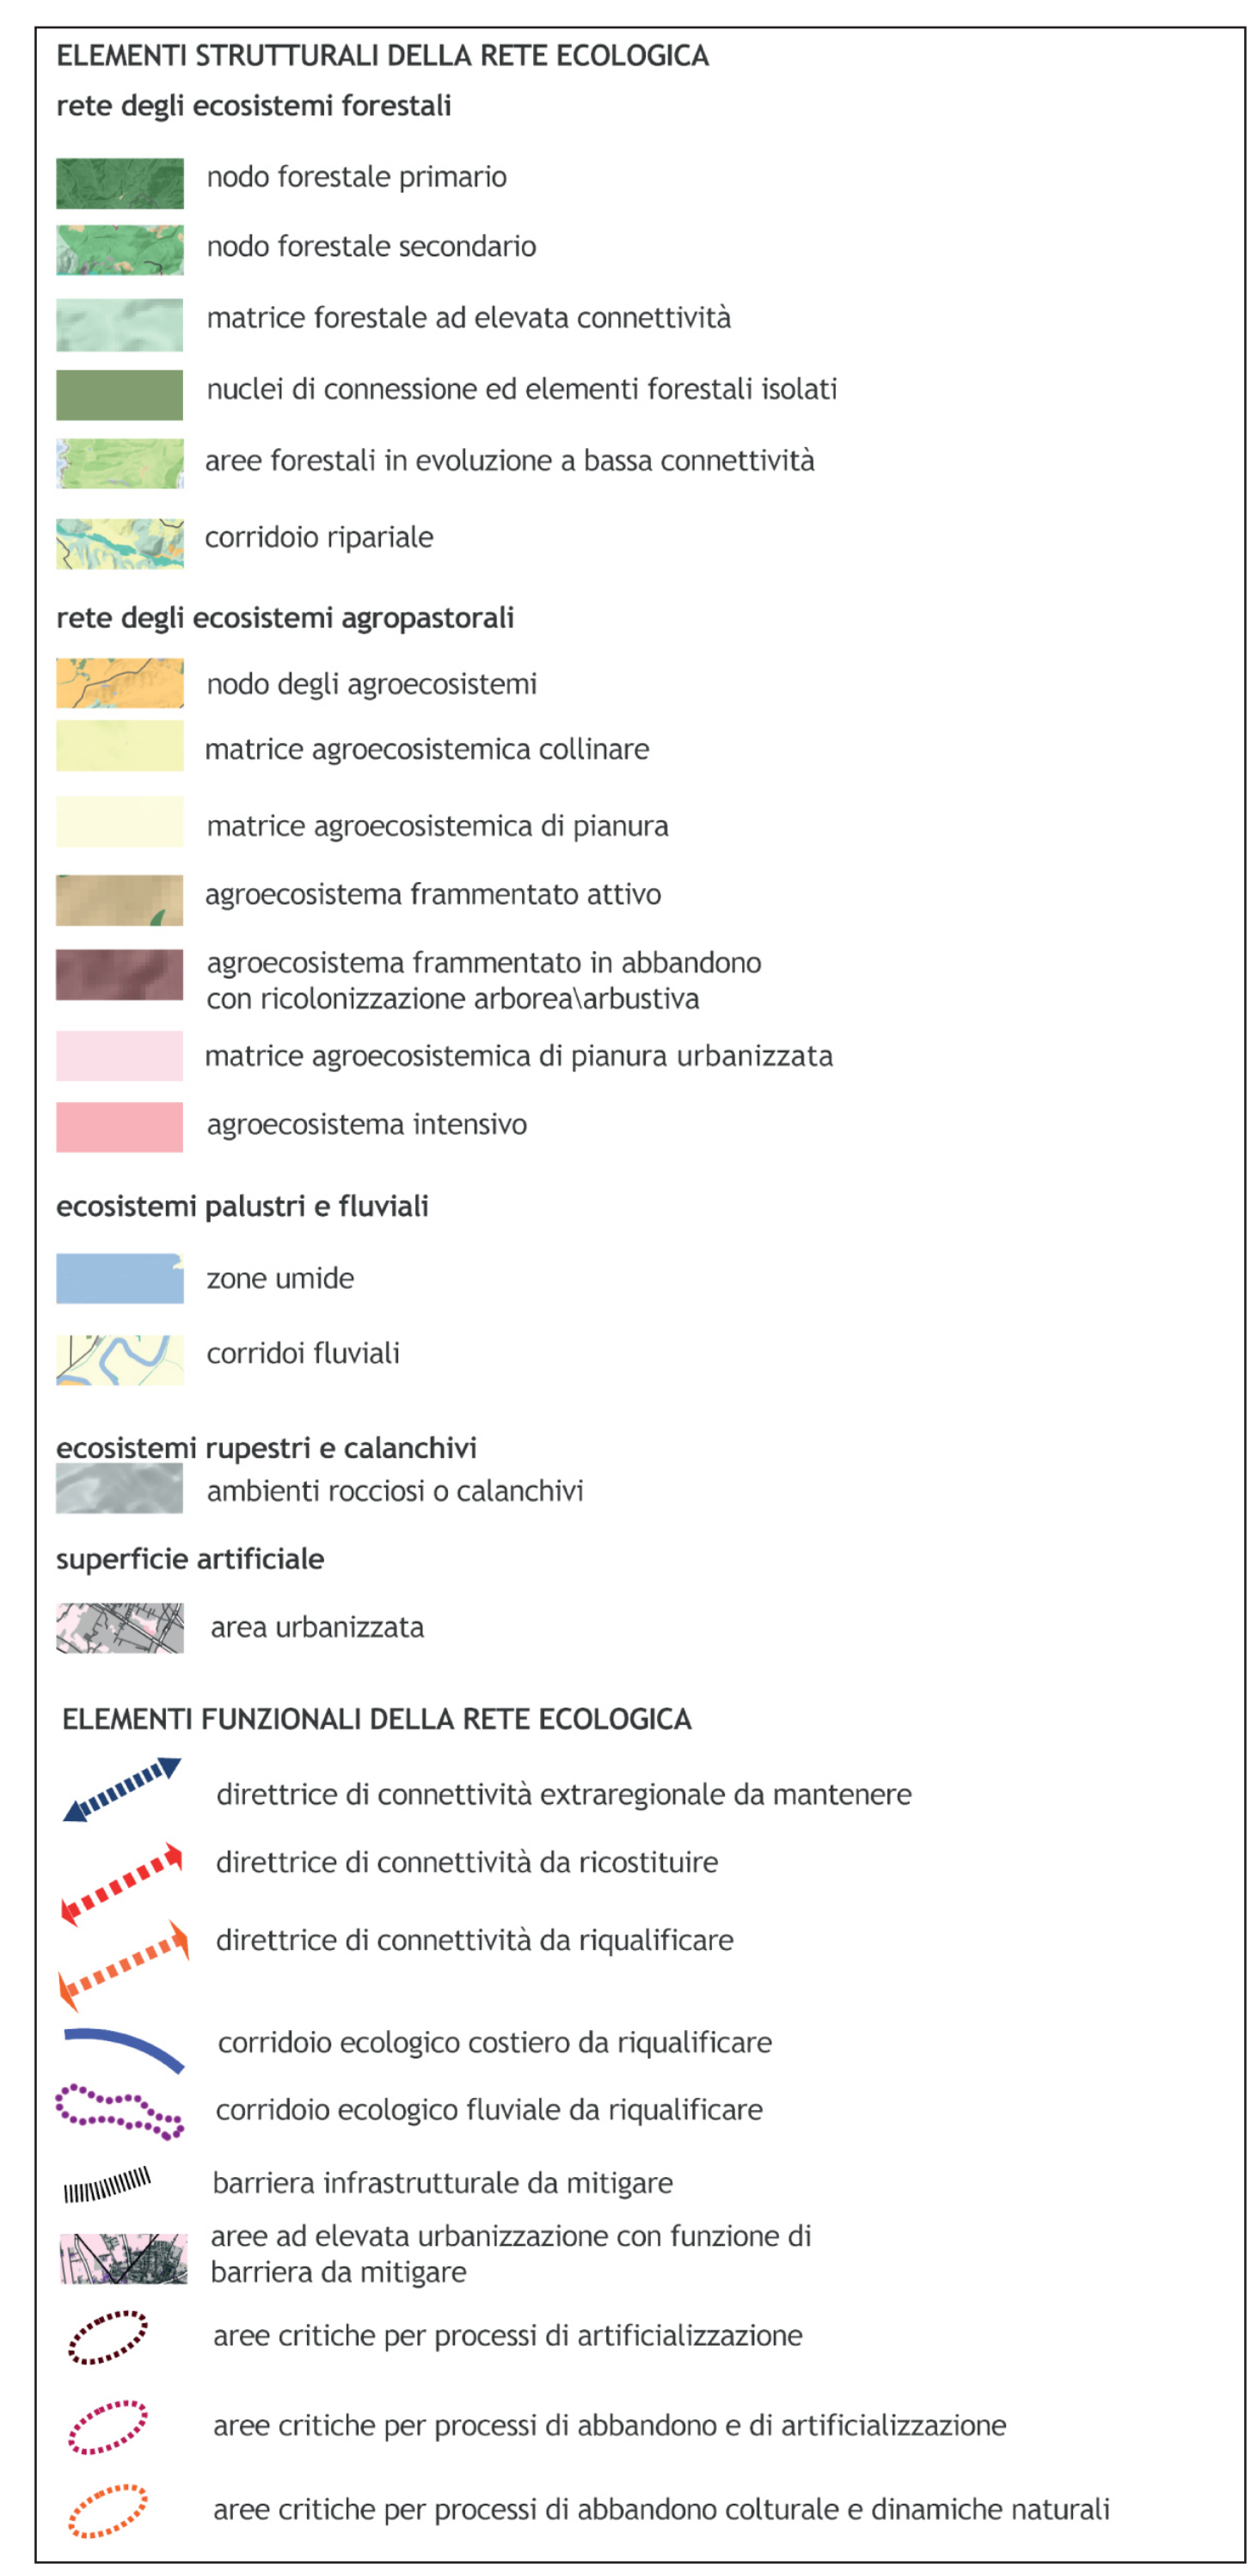 ELEMENTI STRUTTURALI DELLA RETE ECOLOGICA
rete degli ecosistemi forestali
nodo forestale primario
nodo forestale secondario
matrice forestale ad elevata connettività
nuclei di connessione ed elementi forestali isolati
aree forestali in evoluzione a bassa connettività
corridoio ripariale
rete degli ecosistemi agropastorali
nodo degli agroecosistemi
matrice agroecosistemica collinare
matrice agroecosistemica di pianura
agroecosistema frammentato attivo
agroecosistema frammentato in abbandono
con ricolonizzazione arborea\arbustiva
matrice agroecosistemica di pianura urbanizzata
agroecosistema intensivo
ecosistemi palustri e fluviali
zone umide
corridoi fluviali
ecosistemi rupestri e calanchivi
ambienti rocciosi o calanchivi
superficie artificiale
area urbanizzata
ELEMENTI FUNZIONALI DELLA RETE ECOLOGICA
direttrice di connettività extraregionale da mantenere
direttrice di connettività da ricostituire
direttrice di connettività da riqualificare
corridoio ecologico costiero da riqualificare
corridoio ecologico fluviale da riqualificare
barriera infrastrutturale da mitigare
aree ad elevata urbanizzazione con funzione di
barriera da mitigare
aree critiche per processi di artificializzazione
aree critiche per processi di abbandono e di artificializzazione
aree critiche per processi di abbandono colturale e dinamiche naturali